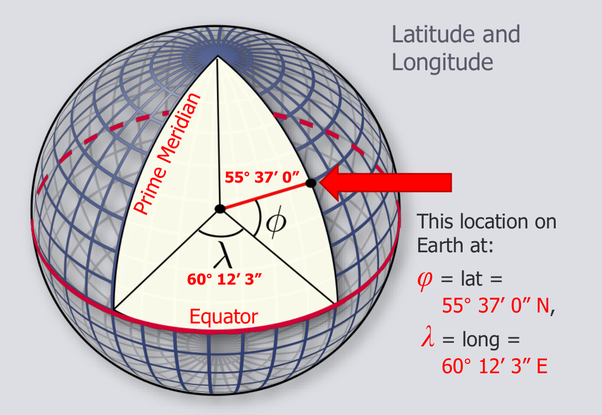 Latitude and
Longitude
Prime Meridian
55° 37′ 0″
ϕ
λ
60° 12′ 3″
Equator
This location on
Earth at:
φ = lat =
55° 37′ 0″ N,
λ = long =
60° 12′ 3″ E